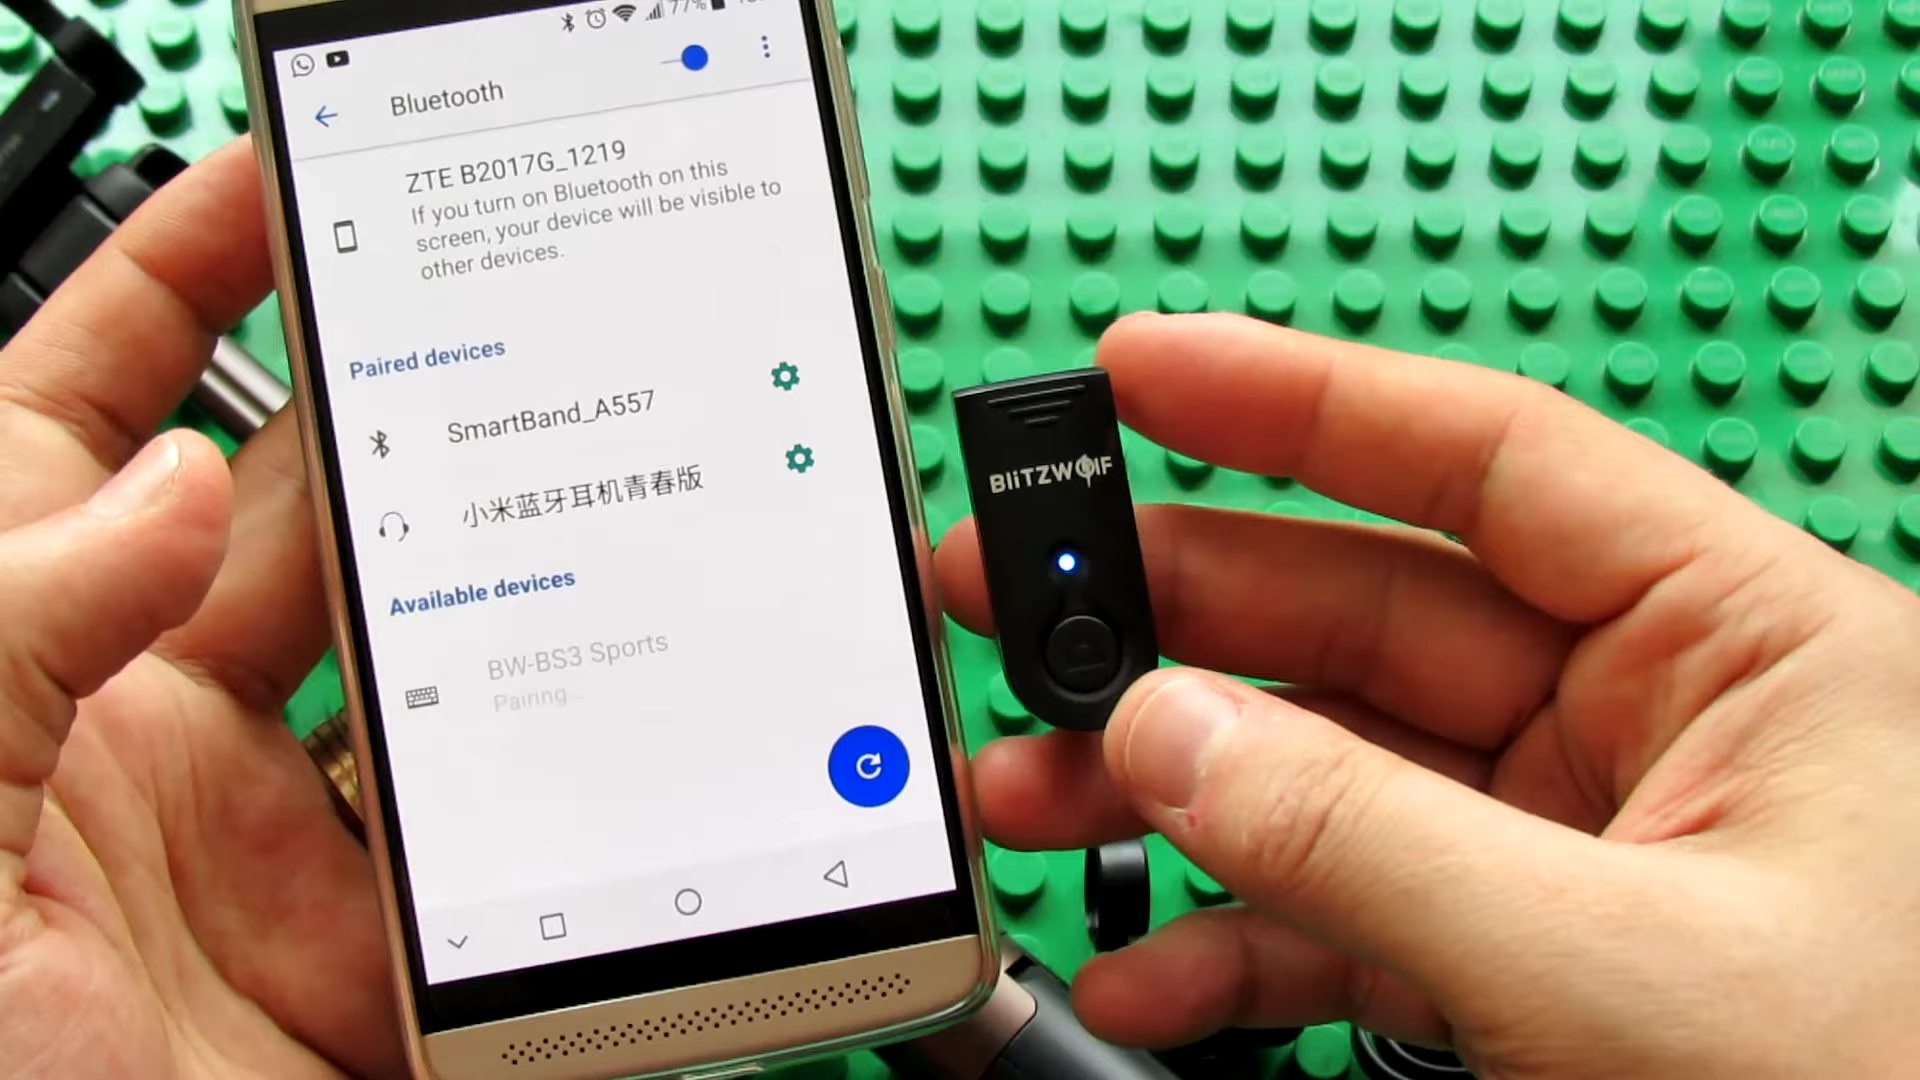 77%
Bluetooth
ZTE B2017G_1219
If you turn on Bluetooth on this
screen, your device will be visible to
other devices.
Paired devices
SmartBand_A557
小米蓝牙耳机青春版
Available devices
BW-BS3 Sports
Pairing...
BLiTZWOlF